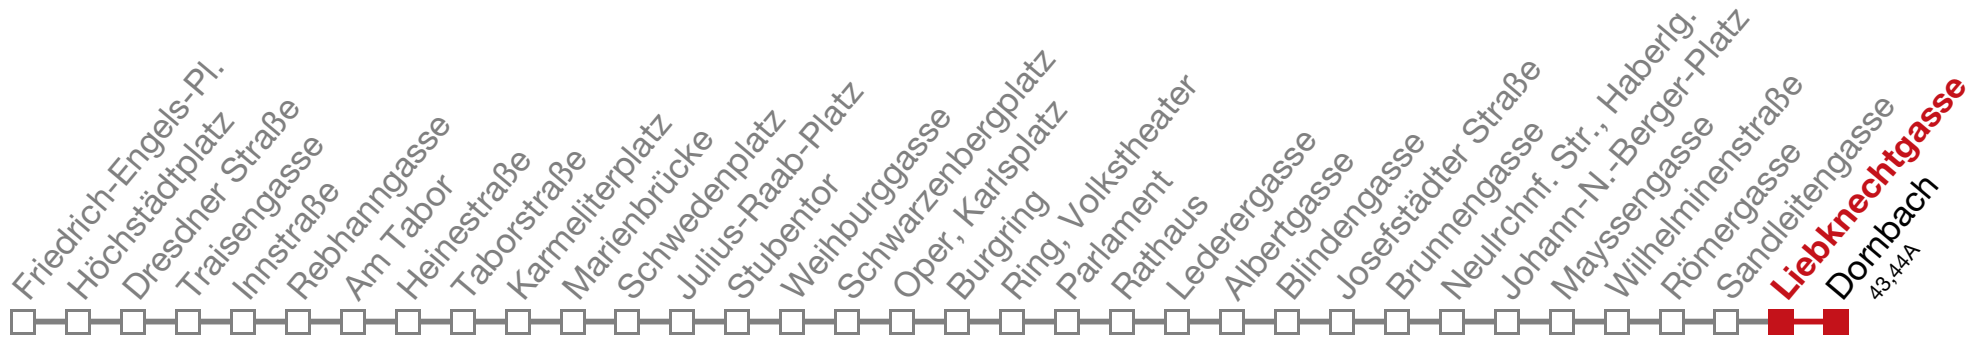 Friedrich-Engels-Pl.
Höchstädtplatz
Dresdner Straße
Traisengasse
Innstraße
Rebhanngasse
Am Tabor
Heinestraße
Taborstraße
Karmeliterplatz
Marienbrücke
Schwedenplatz
Julius-Raab-Platz
Stubentor
Weihburggasse
Schwarzenbergplatz
Oper, Karlsplatz
Burgring
Ring, Volkstheater
Parlament
Rathaus
Lederergasse
Albertgasse
Blindengasse
Josefstädter Straße
Brunnengasse
Neulrchnf. Str., Haberlg.
Johann-N.-Berger-Platz
Mayssengasse
Wilhelminenstraße
Römergasse
Sandleitengasse
Liebknechtgasse
Dornbach
43,44A